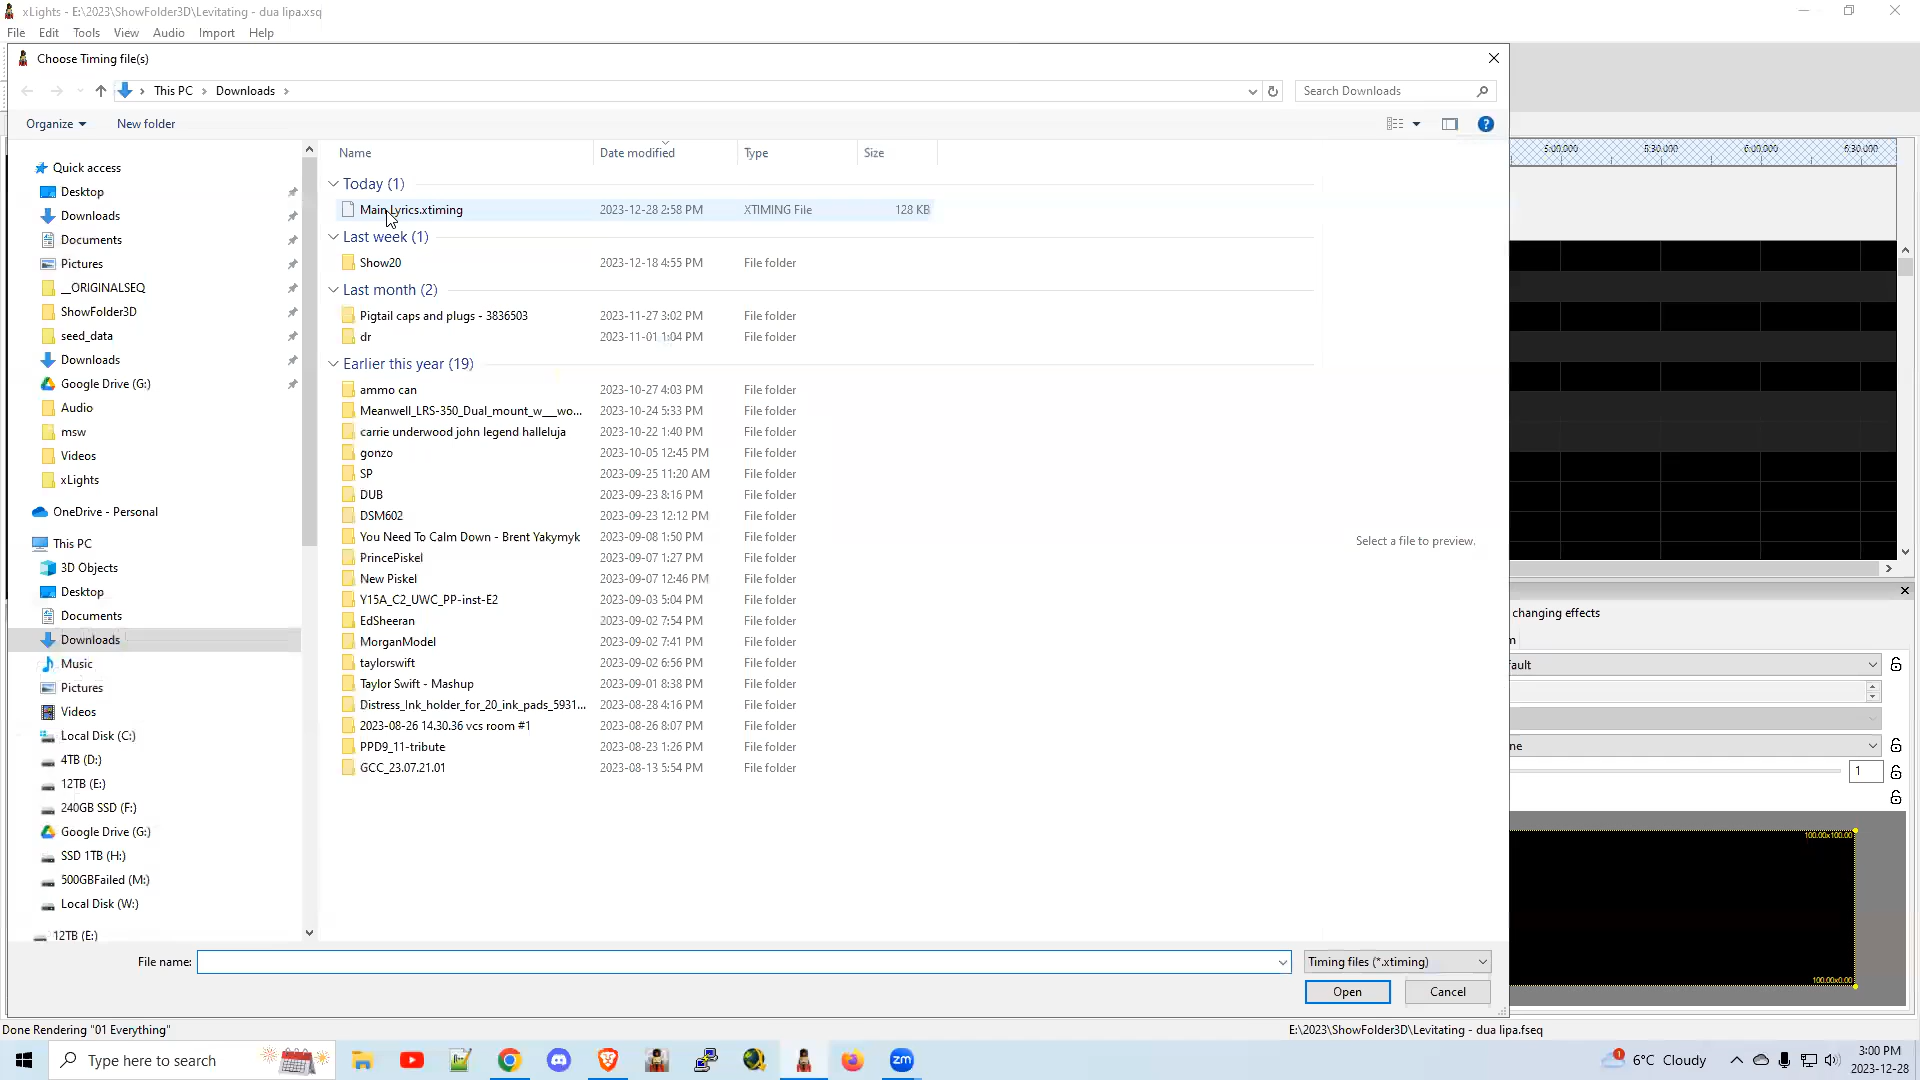 xLights - E:\2023\ShowFolder3D\Levitating - dua lipa.xsq
File Edit Tools View Audio Import Help
Choose Timing file(s)
This PC > Downloads >
Search Downloads
Organize New folder
Quick access
Desktop
Downloads
Documents
Pictures
__ORIGINALSEQ
ShowFolder3D
seed_data
Downloads
Google Drive (G:)
Audio
msw
Videos
xLights
OneDrive - Personal
This PC
3D Objects
Desktop
Documents
Downloads
Music
Pictures
Videos
Local Disk (C:)
4TB (D:)
12TB (E:)
240GB SSD (F:)
Google Drive (G:)
SSD 1TB (H:)
500GBFailed (M:)
Local Disk (W:)
12TB (E:)
Name Date modified Type Size
Today (1)
Main Lyrics.xtiming 2023-12-28 2:58 PM XTIMING File 128 KB
Last week (1)
Show20 2023-12-18 4:55 PM File folder
Last month (2)
Pigtail caps and plugs - 3836503 2023-11-27 3:02 PM File folder
dr 2023-11-01 1:04 PM File folder
Earlier this year (19)
ammo can 2023-10-27 4:03 PM File folder
Meanwell_LRS-350_Dual_mount_w__wo... 2023-10-24 5:33 PM File folder
carrie underwood john legend halleluja 2023-10-22 1:40 PM File folder
gonzo 2023-10-05 12:45 PM File folder
SP 2023-09-25 11:20 AM File folder
DUB 2023-09-23 8:16 PM File folder
DSM602 2023-09-23 12:12 PM File folder
You Need To Calm Down - Brent Yakymyk 2023-09-08 1:50 PM File folder
PrincePiskel 2023-09-07 1:27 PM File folder
New Piskel 2023-09-07 12:46 PM File folder
Y15A_C2_UWC_PP-inst-E2 2023-09-03 5:04 PM File folder
EdSheeran 2023-09-02 7:54 PM File folder
MorganModel 2023-09-02 7:41 PM File folder
taylorswift 2023-09-02 6:56 PM File folder
Taylor Swift - Mashup 2023-09-01 8:38 PM File folder
Distress_Ink_holder_for_20_ink_pads_5931... 2023-08-28 4:16 PM File folder
2023-08-26 14.30.36 vcs room #1 2023-08-26 8:07 PM File folder
PPD9_11-tribute 2023-08-23 1:26 PM File folder
GCC_23.07.21.01 2023-08-13 5:54 PM File folder
Select a file to preview.
File name: Timing files (*.xtiming)
Open Cancel
5:00.000 5:30.000 6:00.000 6:30.000
changing effects
m
fault
ne
1
100.00x100.00
100.00x0.00
Done Rendering "01 Everything" E:\2023\ShowFolder3D\Levitating - dua lipa.fseq
Type here to search
zm
1
6°C Cloudy
3:00 PM
2023-12-28